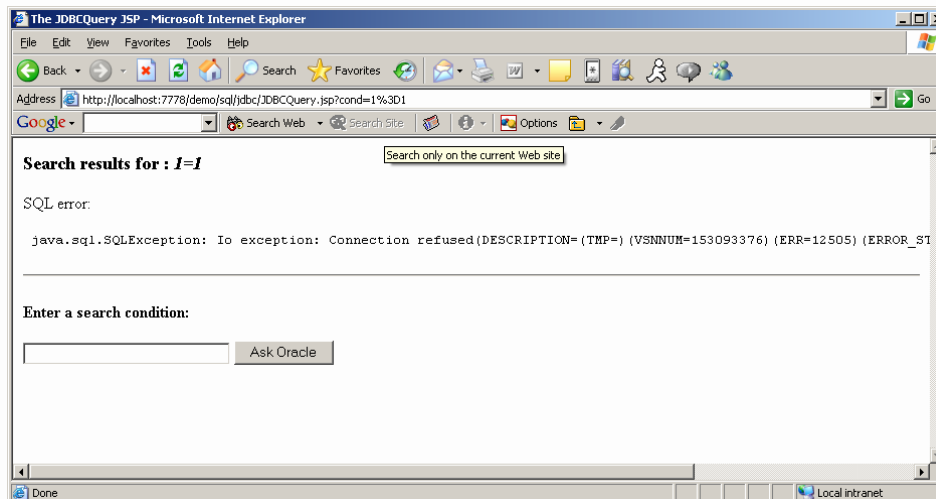 The JDBCQuery JSP - Microsoft Internet Explorer
File Edit View Favorites Tools Help
Back Search Favorites
Address http://localhost:7778/demo/sql/jdbc/JDBCQuery.jsp?cond=1%3D1 Go
Google Search Web Search Site Options
Search only on the current Web site
Search results for : 1=1
SQL error:
java.sql.SQLException: Io exception: Connection refused(DESCRIPTION=(TMP=)(VSNNUM=153093376)(ERR=12505)(ERROR_ST
Enter a search condition:
Ask Oracle
Done Local intranet